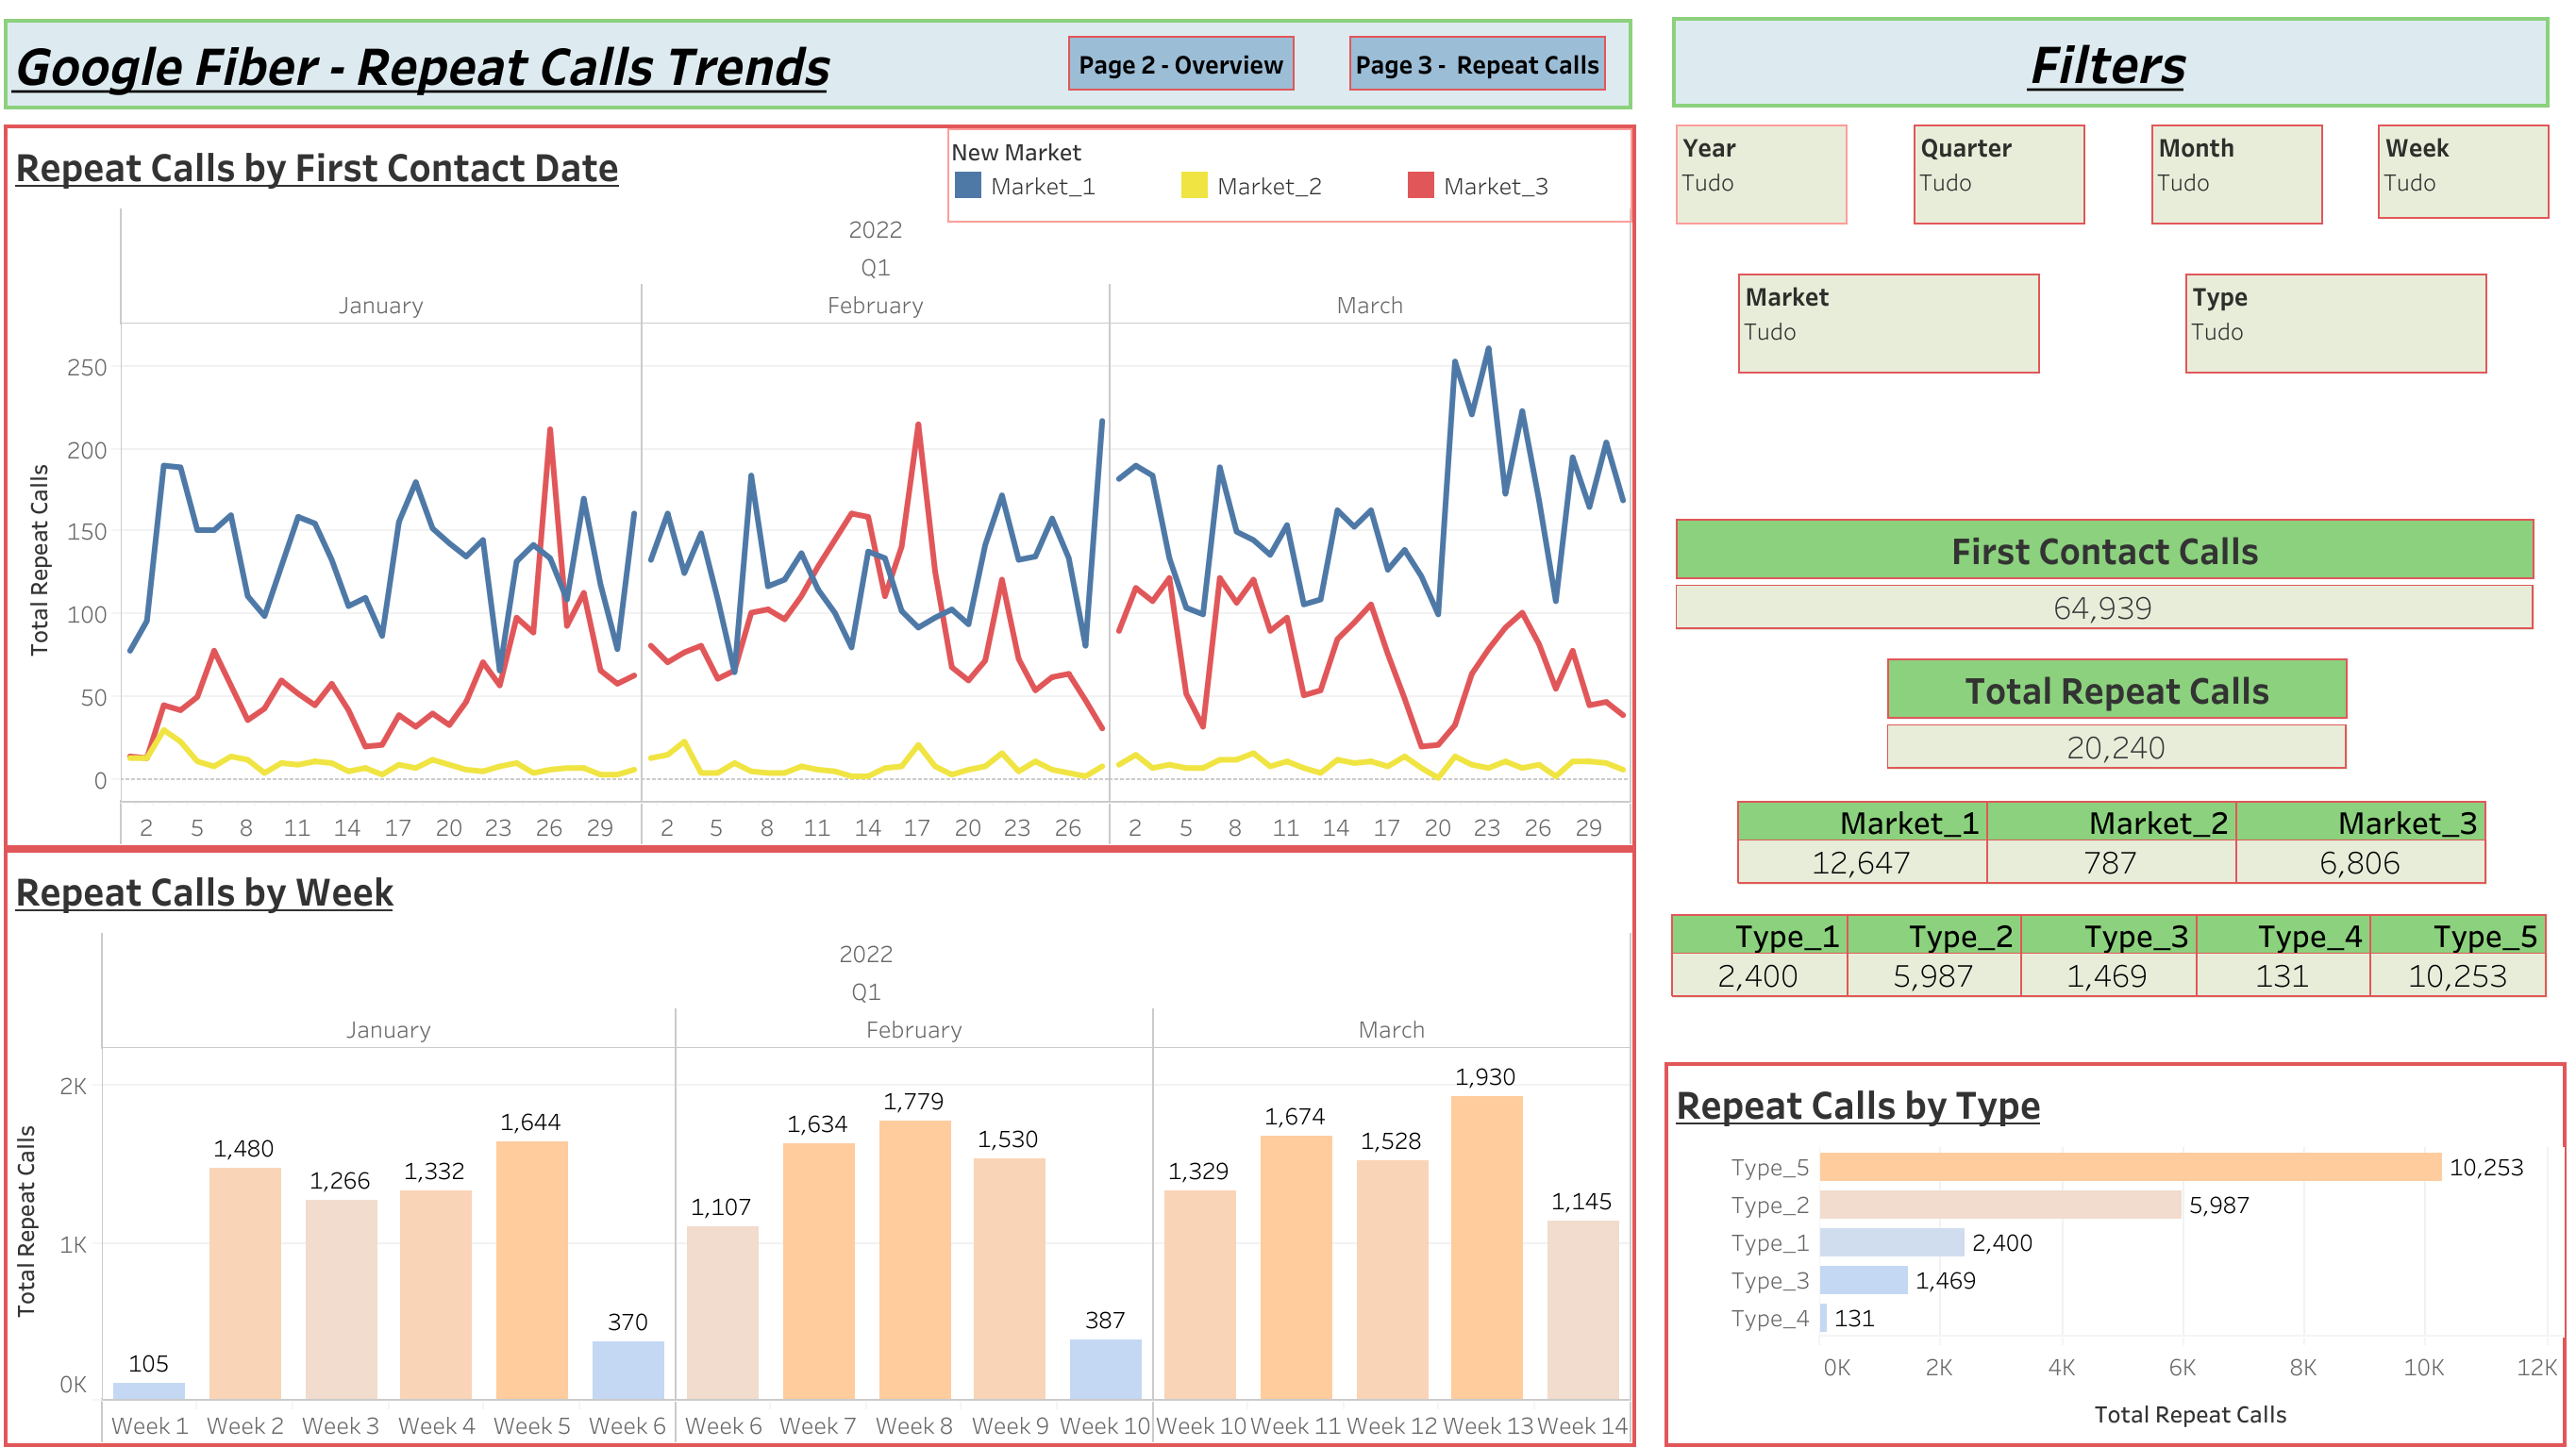 Google Fiber - Repeat Calls Trends
Page 2 - Overview
Page 3 - Repeat Calls
Filters
Repeat Calls by First Contact Date
New Market
Market_1 Market_2 Market_3
2022
Q1
January February March
Total Repeat Calls
250
200
150
100
50
0
2 5 8 11 14 17 20 23 26 29 2 5 8 11 14 17 20 23 26 2 5 8 11 14 17 20 23 26 29
Year
Tudo
Quarter
Tudo
Month
Tudo
Week
Tudo
Market
Tudo
Type
Tudo
First Contact Calls
64,939
Total Repeat Calls
20,240
Market_1 Market_2 Market_3
12,647 787 6,806
Type_1 Type_2 Type_3 Type_4 Type_5
2,400 5,987 1,469 131 10,253
Repeat Calls by Week
2022
Q1
January February March
Total Repeat Calls
2K
1K
0K
105 1,480 1,266 1,332 1,644 370 1,107 1,634 1,779 1,530 387 1,329 1,674 1,528 1,930 1,145
Week 1 Week 2 Week 3 Week 4 Week 5 Week 6 Week 6 Week 7 Week 8 Week 9 Week 10 Week 10 Week 11 Week 12 Week 13 Week 14
Repeat Calls by Type
Type_5 10,253
Type_2 5,987
Type_1 2,400
Type_3 1,469
Type_4 131
0K 2K 4K 6K 8K 10K 12K
Total Repeat Calls